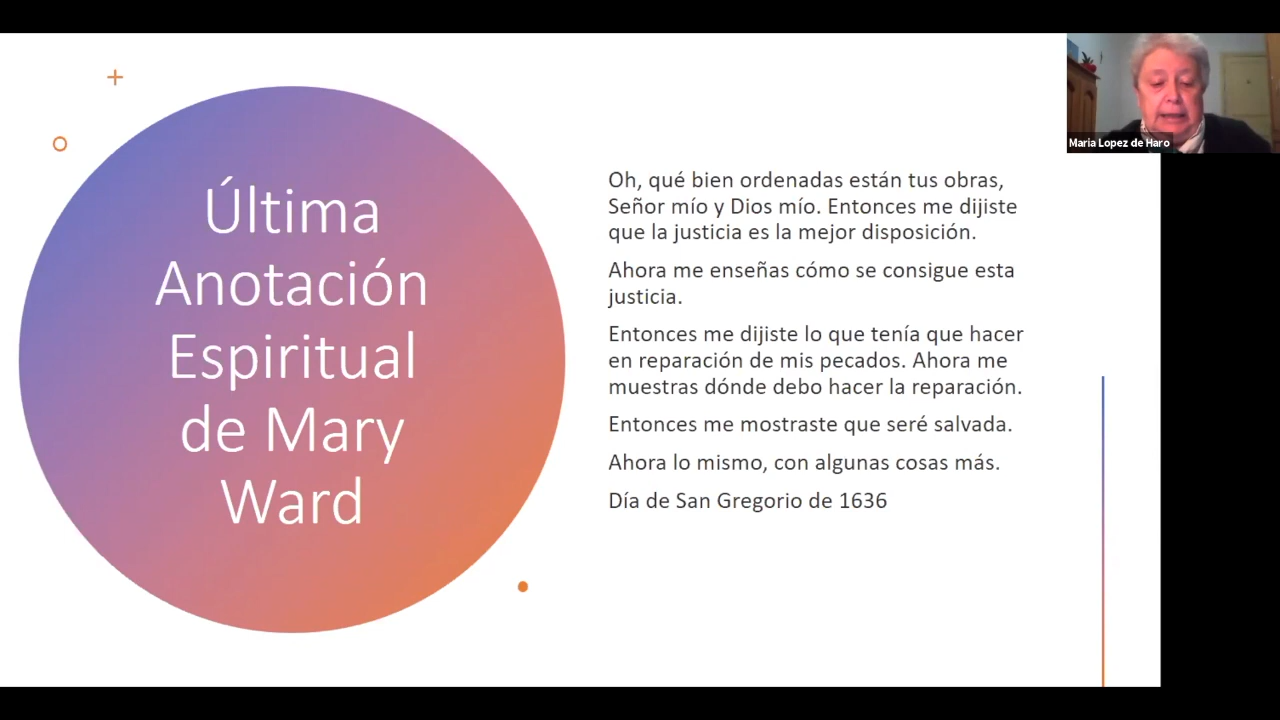 Última
Anotación
Espiritual
de Mary
Ward
Oh, qué bien ordenadas están tus obras,
Señor mío y Dios mío. Entonces me dijiste
que la justicia es la mejor disposición.
Ahora me enseñas cómo se consigue esta
justicia.
Entonces me dijiste lo que tenía que hacer
en reparación de mis pecados. Ahora me
muestras dónde debo hacer la reparación.
Entonces me mostraste que seré salvada.
Ahora lo mismo, con algunas cosas más.
Día de San Gregorio de 1636
Maria Lopez de Haro